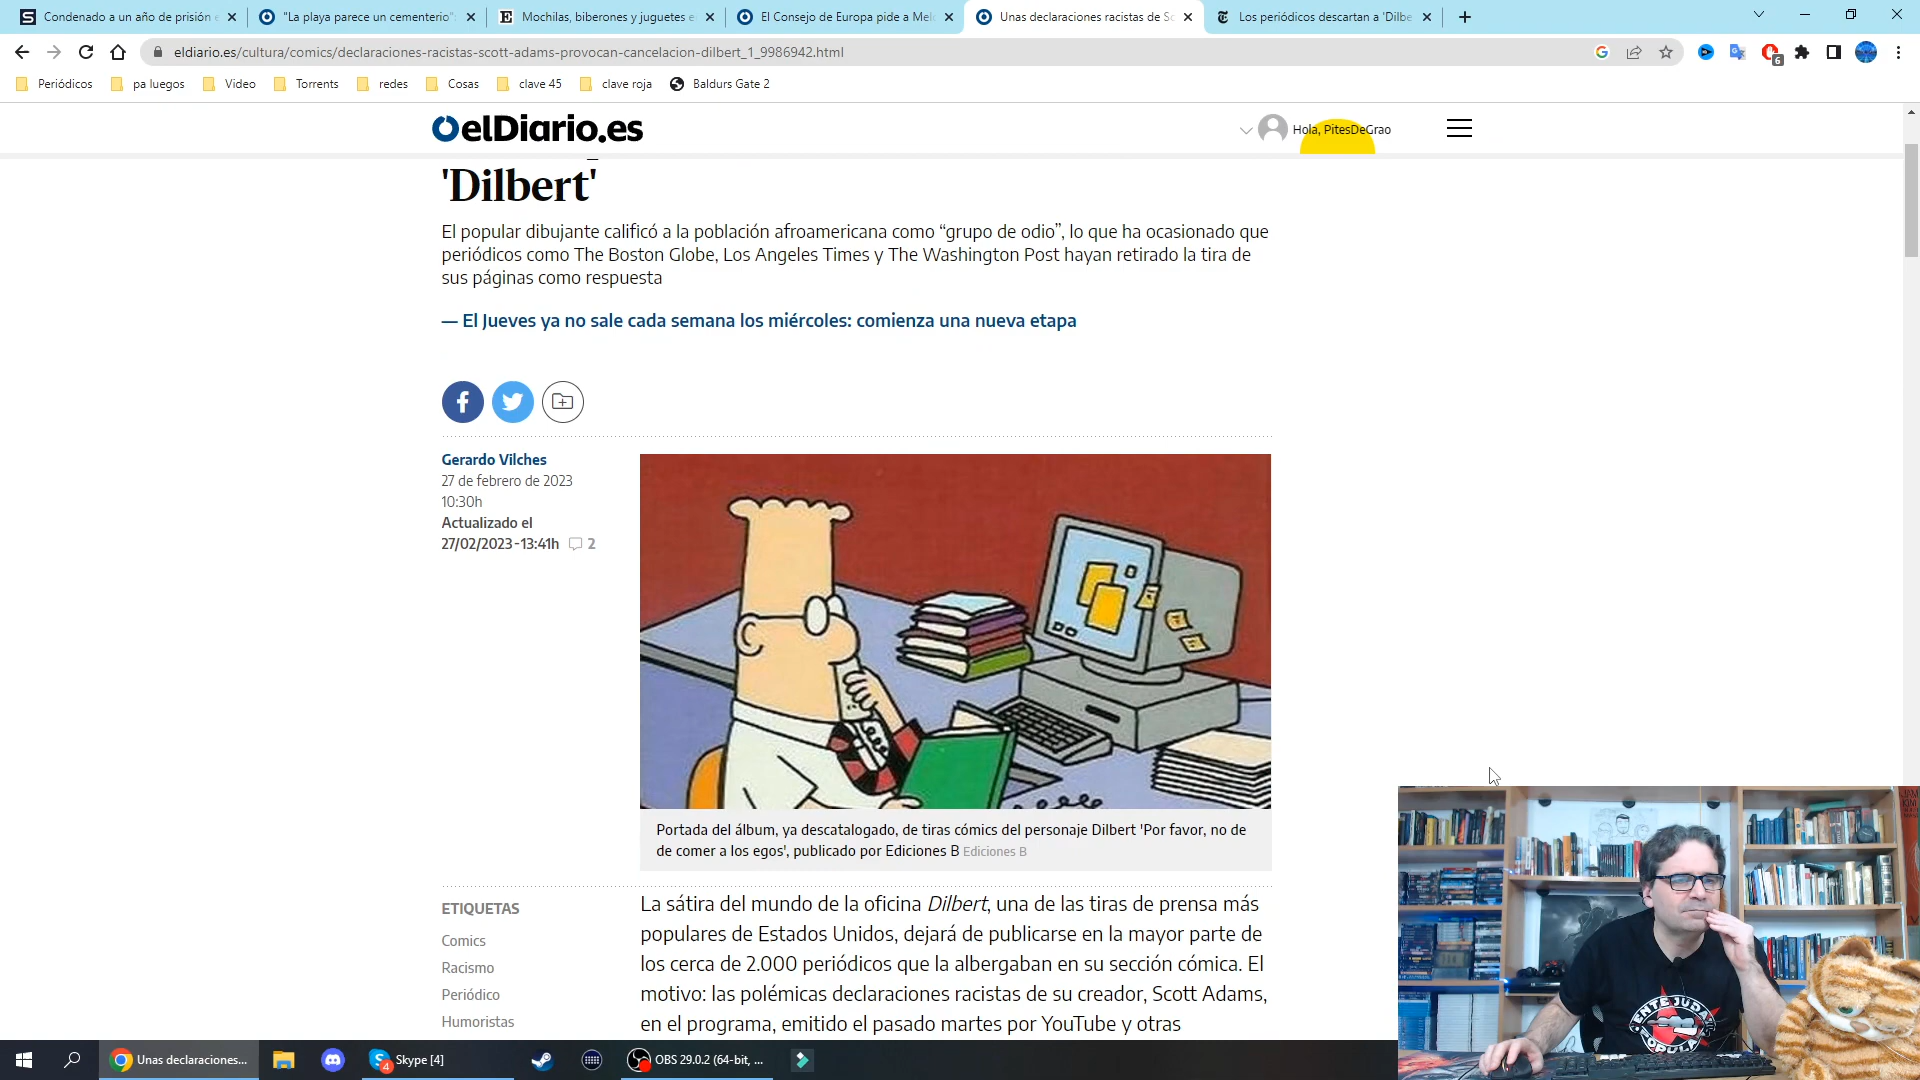 Condenado a un año de prisión e
"La playa parece un cementerio":
Mochilas, biberones y juguetes e
El Consejo de Europa pide a Melo
Unas declaraciones racistas de Sc
Los periódicos descartan a 'Dilbe
eldiario.es/cultura/comics/declaraciones-racistas-scott-adams-provocan-cancelacion-dilbert_1_9986942.html
6
Periódicos
pa luegos
Video
Torrents
redes
Cosas
clave 45
clave roja
Baldurs Gate 2
elDiario.es
Hola, PitesDeGrao
'Dilbert'
El popular dibujante calificó a la población afroamericana como “grupo de odio”, lo que ha ocasionado que
periódicos como The Boston Globe, Los Angeles Times y The Washington Post hayan retirado la tira de
sus páginas como respuesta
— El Jueves ya no sale cada semana los miércoles: comienza una nueva etapa
Gerardo Vilches
27 de febrero de 2023
10:30h
Actualizado el
27/02/2023-13:41h 2
Portada del álbum, ya descatalogado, de tiras cómics del personaje Dilbert 'Por favor, no de
de comer a los egos', publicado por Ediciones B Ediciones B
ETIQUETAS
Comics
Racismo
Periódico
Humoristas
La sátira del mundo de la oficina Dilbert, una de las tiras de prensa más
populares de Estados Unidos, dejará de publicarse en la mayor parte de
los cerca de 2.000 periódicos que la albergaban en su sección cómica. El
motivo: las polémicas declaraciones racistas de su creador, Scott Adams,
en el programa, emitido el pasado martes por YouTube y otras
Unas declaraciones...
4
Skype [4]
OBS 29.0.2 (64-bit, ...